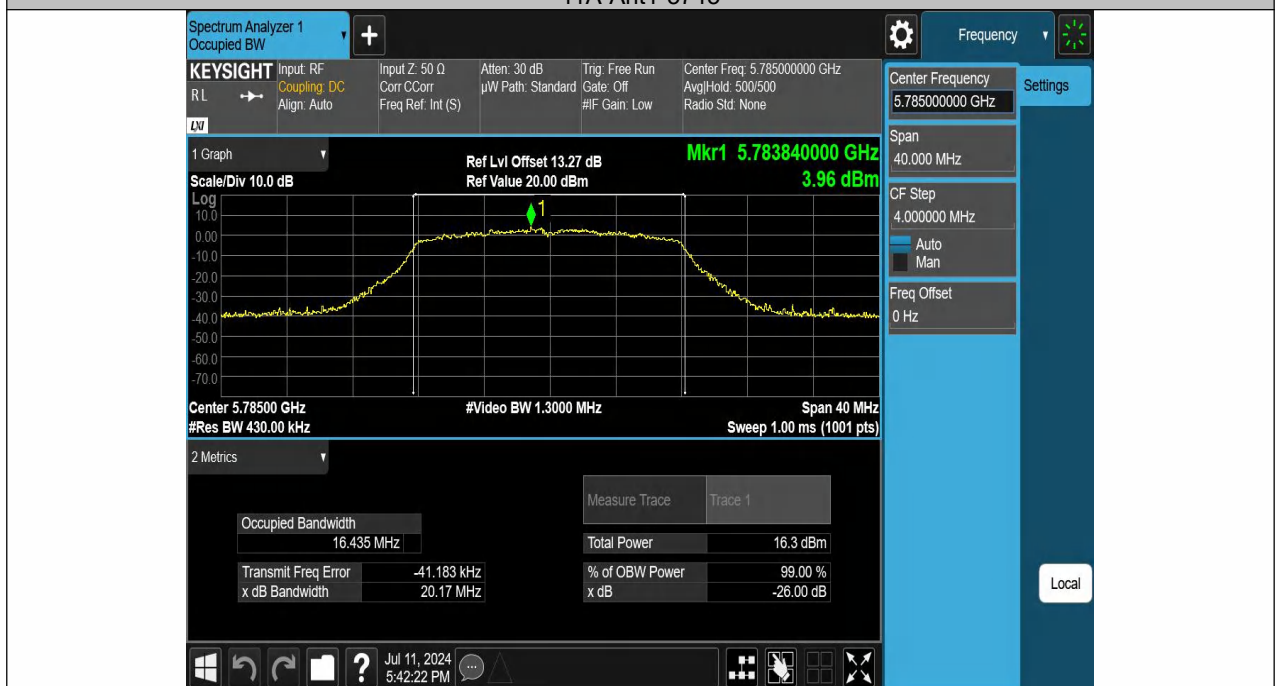 Spectrum Analyzer 1
Occupied BW
+
Frequency
KEYSIGHT
RL
LXI
Input: RF
Coupling: DC
Align: Auto
Input Z: 50 Ω
Corr CCorr
Freq Ref: Int (S)
Atten: 30 dB
µW Path: Standard
Trig: Free Run
Gate: Off
#IF Gain: Low
Center Freq: 5.785000000 GHz
Avg|Hold: 500/500
Radio Std: None
Center Frequency
5.785000000 GHz
Settings
Span
40.000 MHz
CF Step
4.000000 MHz
Auto
Man
Freq Offset
0 Hz
1 Graph
Scale/Div 10.0 dB
Ref Lvl Offset 13.27 dB
Ref Value 20.00 dBm
Mkr1 5.783840000 GHz
3.96 dBm
Log
10.0
0.00
-10.0
-20.0
-30.0
-40.0
-50.0
-60.0
-70.0
1
Center 5.78500 GHz
#Res BW 430.00 kHz
#Video BW 1.3000 MHz
Span 40 MHz
Sweep 1.00 ms (1001 pts)
2 Metrics
Measure Trace Trace 1
Occupied Bandwidth
16.435 MHz
Total Power 16.3 dBm
Transmit Freq Error -41.183 kHz
% of OBW Power 99.00 %
x dB Bandwidth 20.17 MHz
x dB -26.00 dB
Local
?
Jul 11, 2024
5:42:22 PM